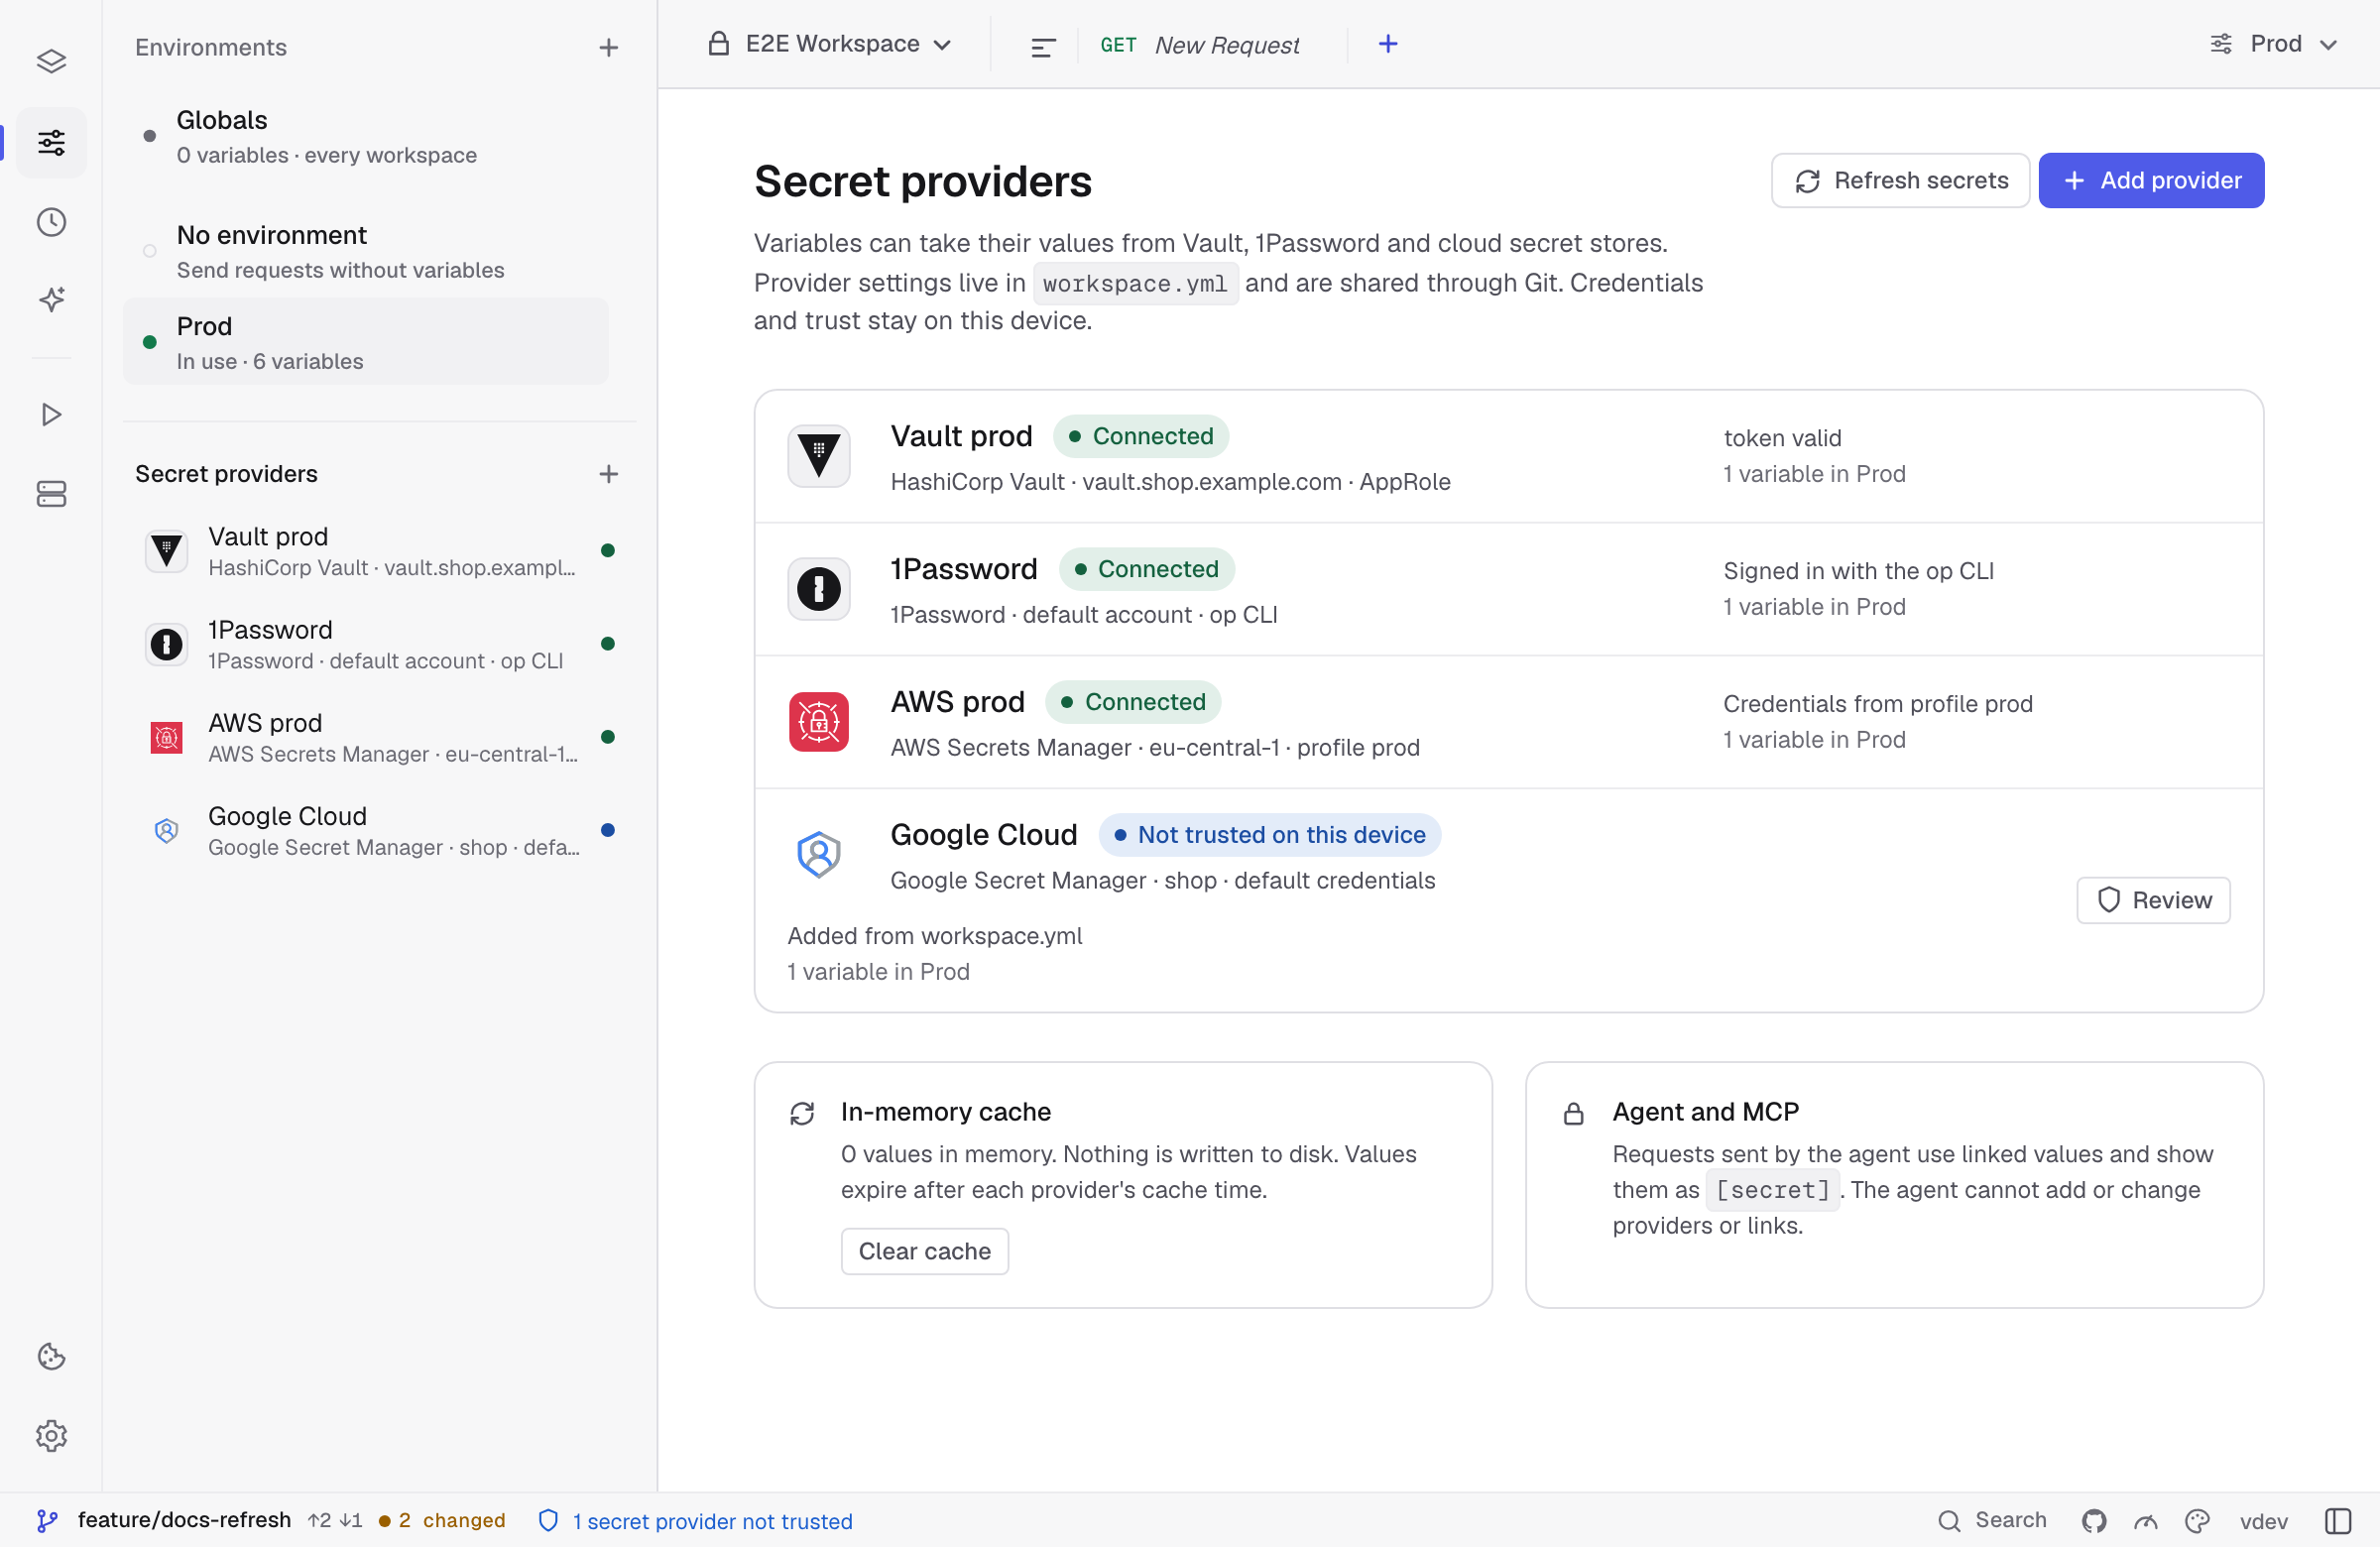 Environments
Globals
0 variables · every workspace
No environment
Send requests without variables
Prod
In use · 6 variables
Secret providers
Vault prod
HashiCorp Vault · vault.shop.exampl...
1Password
1Password · default account · op CLI
AWS prod
AWS Secrets Manager · eu-central-1...
Google Cloud
Google Secret Manager · shop · defa...
E2E Workspace
GET New Request
Prod
Secret providers
Refresh secrets
Add provider
Variables can take their values from Vault, 1Password and cloud secret stores.
Provider settings live in workspace.yml and are shared through Git. Credentials
and trust stay on this device.
Vault prod Connected
HashiCorp Vault · vault.shop.example.com · AppRole
token valid
1 variable in Prod
1Password Connected
1Password · default account · op CLI
Signed in with the op CLI
1 variable in Prod
AWS prod Connected
AWS Secrets Manager · eu-central-1 · profile prod
Credentials from profile prod
1 variable in Prod
Google Cloud Not trusted on this device
Google Secret Manager · shop · default credentials
Added from workspace.yml
1 variable in Prod
Review
In-memory cache
0 values in memory. Nothing is written to disk. Values
expire after each provider's cache time.
Clear cache
Agent and MCP
Requests sent by the agent use linked values and show
them as [secret]. The agent cannot add or change
providers or links.
feature/docs-refresh ↑2 ↓1 2 changed 1 secret provider not trusted
Search
vdev